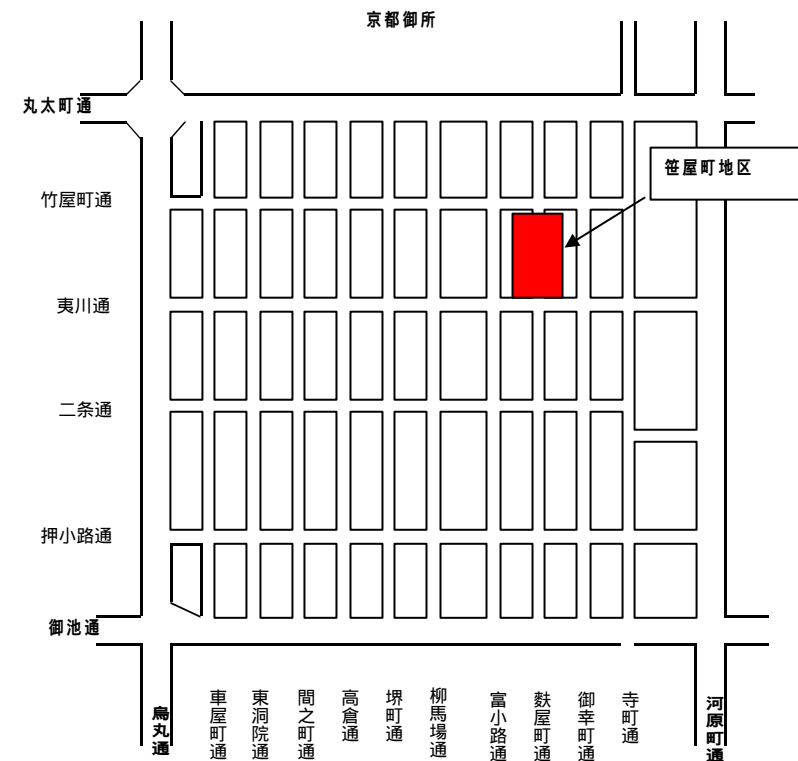 京都御所
丸太町通
笹屋町地区
竹屋町通
夷川通
二条通
押小路通
御池通
烏丸通
車屋町通
東洞院通
間之町通
高倉通
堺町通
柳馬場通
富小路通
麩屋町通
御幸町通
寺町通
河原町通